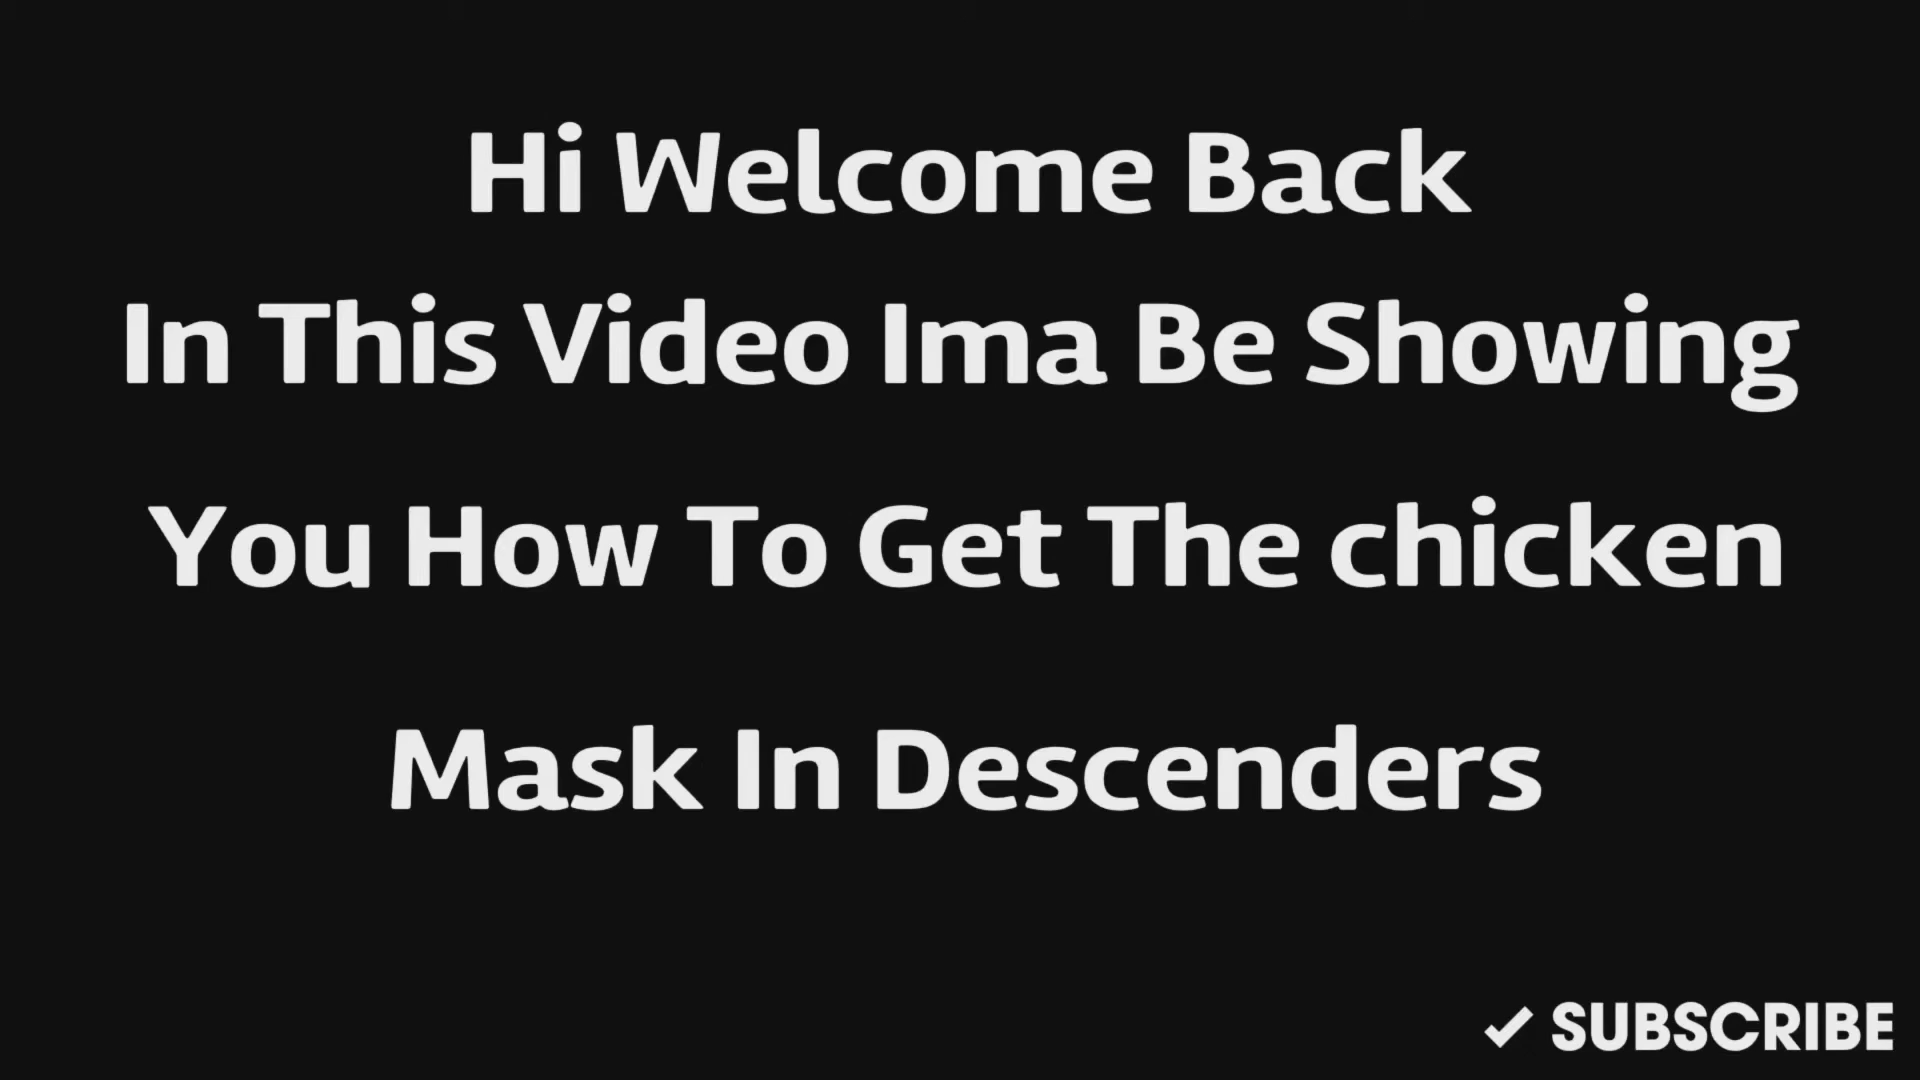 Hi Welcome Back
In This Video Ima Be Showing
You How To Get The chicken
Mask In Descenders
✓ SUBSCRIBE